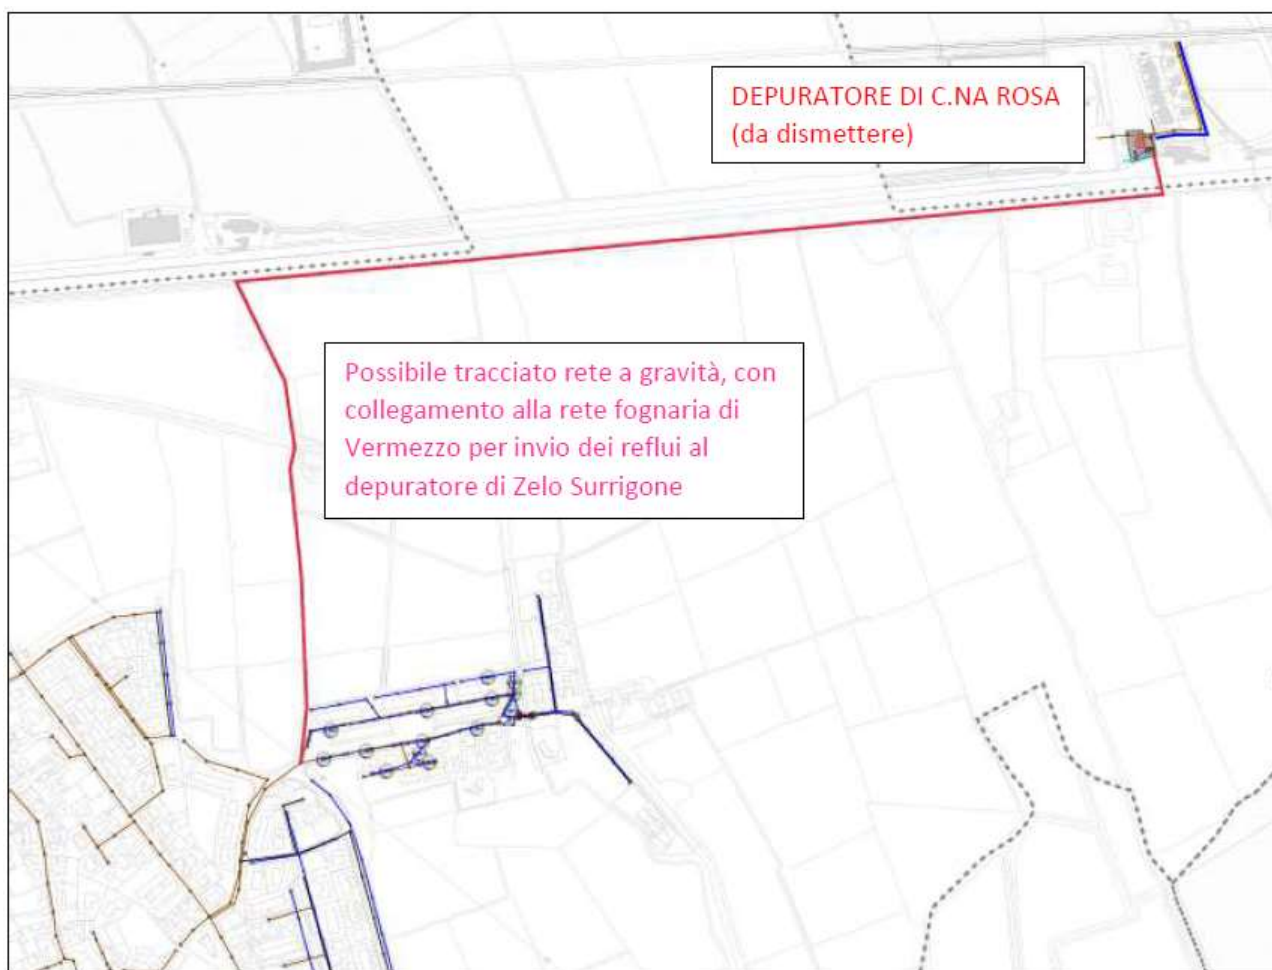 DEPURATORE DI C.NA ROSA
(da dismettere)
Possibile tracciato rete a gravità, con
collegamento alla rete fognaria di
Vermezzo per invio dei reflui al
depuratore di Zelo Surrigone